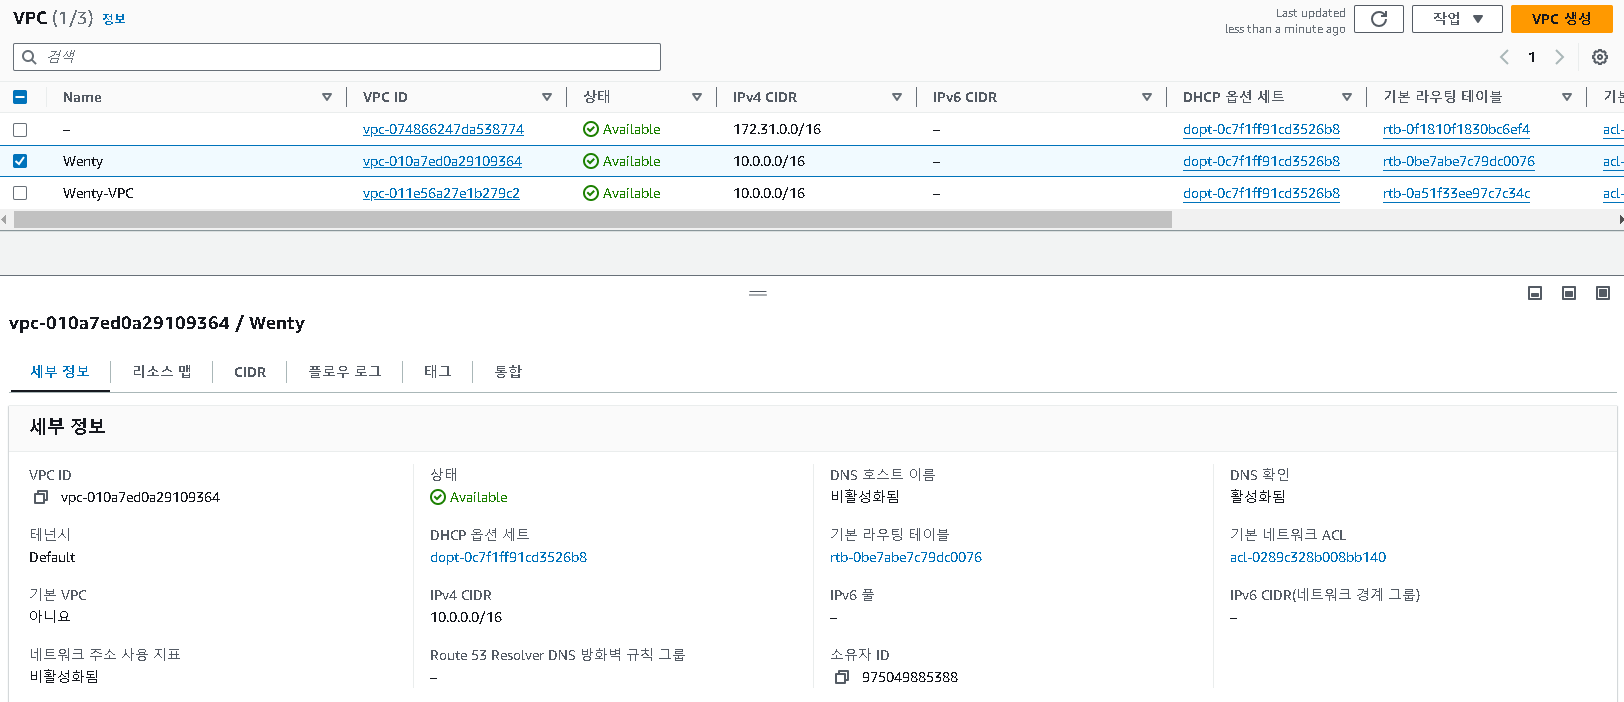 VPC (1/3) 정보
Last updated
less than a minute ago
작업
VPC 생성
검색
1
Name VPC ID 상태 IPv4 CIDR IPv6 CIDR DHCP 옵션 세트 기본 라우팅 테이블 기본
– vpc-074866247da538774 Available 172.31.0.0/16 – dopt-0c7f1ff91cd3526b8 rtb-0f1810f1830bc6ef4 acl-
Wenty vpc-010a7ed0a29109364 Available 10.0.0.0/16 – dopt-0c7f1ff91cd3526b8 rtb-0be7abe7c79dc0076 acl-
Wenty-VPC vpc-011e56a27e1b279c2 Available 10.0.0.0/16 – dopt-0c7f1ff91cd3526b8 rtb-0a51f33ee97c7c34c acl-
vpc-010a7ed0a29109364 / Wenty
세부 정보 리소스 맵 CIDR 플로우 로그 태그 통합
세부 정보
VPC ID 상태 DNS 호스트 이름 DNS 확인
vpc-010a7ed0a29109364 Available 비활성화됨 활성화됨
테넌시 DHCP 옵션 세트 기본 라우팅 테이블 기본 네트워크 ACL
Default dopt-0c7f1ff91cd3526b8 rtb-0be7abe7c79dc0076 acl-0289c328b008bb140
기본 VPC IPv4 CIDR IPv6 풀 IPv6 CIDR(네트워크 경계 그룹)
아니요 10.0.0.0/16 – –
네트워크 주소 사용 지표 Route 53 Resolver DNS 방화벽 규칙 그룹 소유자 ID
비활성화됨 – 975049885388